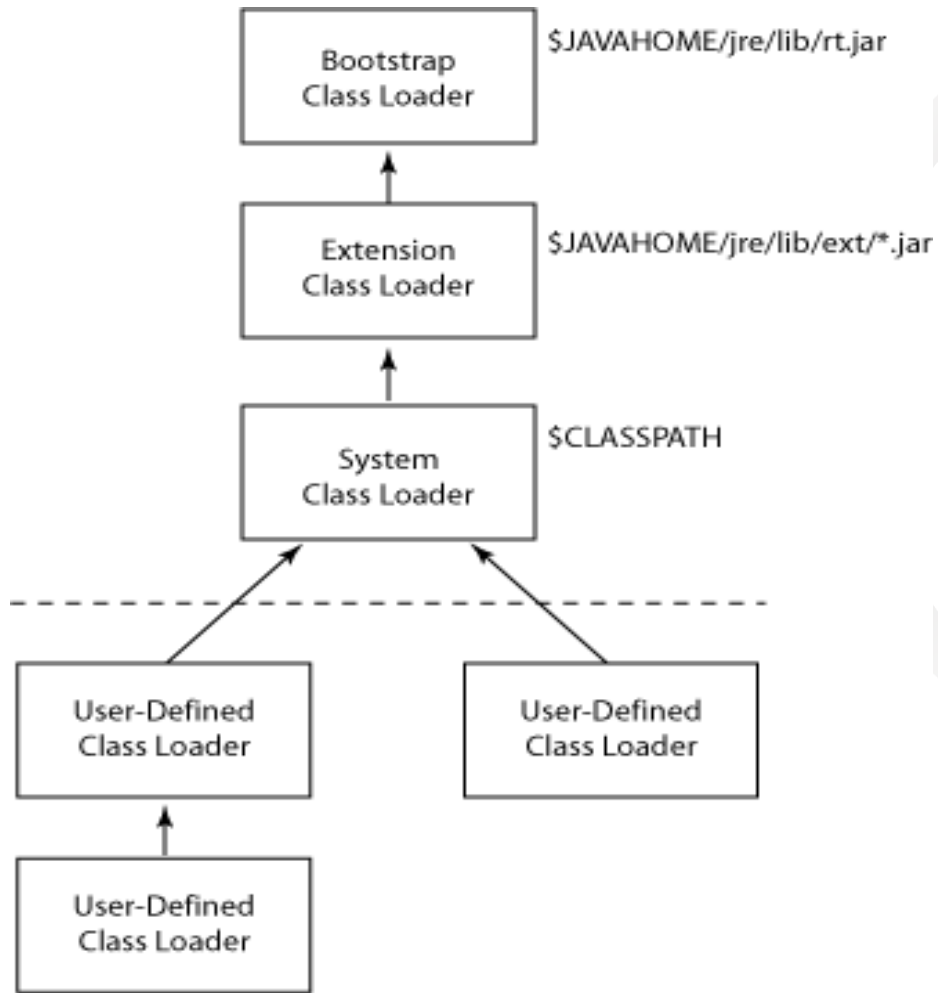 Bootstrap
Class Loader
$JAVAHOME/jre/lib/rt.jar
Extension
Class Loader
$JAVAHOME/jre/lib/ext/*.jar
System
Class Loader
$CLASSPATH
User-Defined
Class Loader
User-Defined
Class Loader
User-Defined
Class Loader